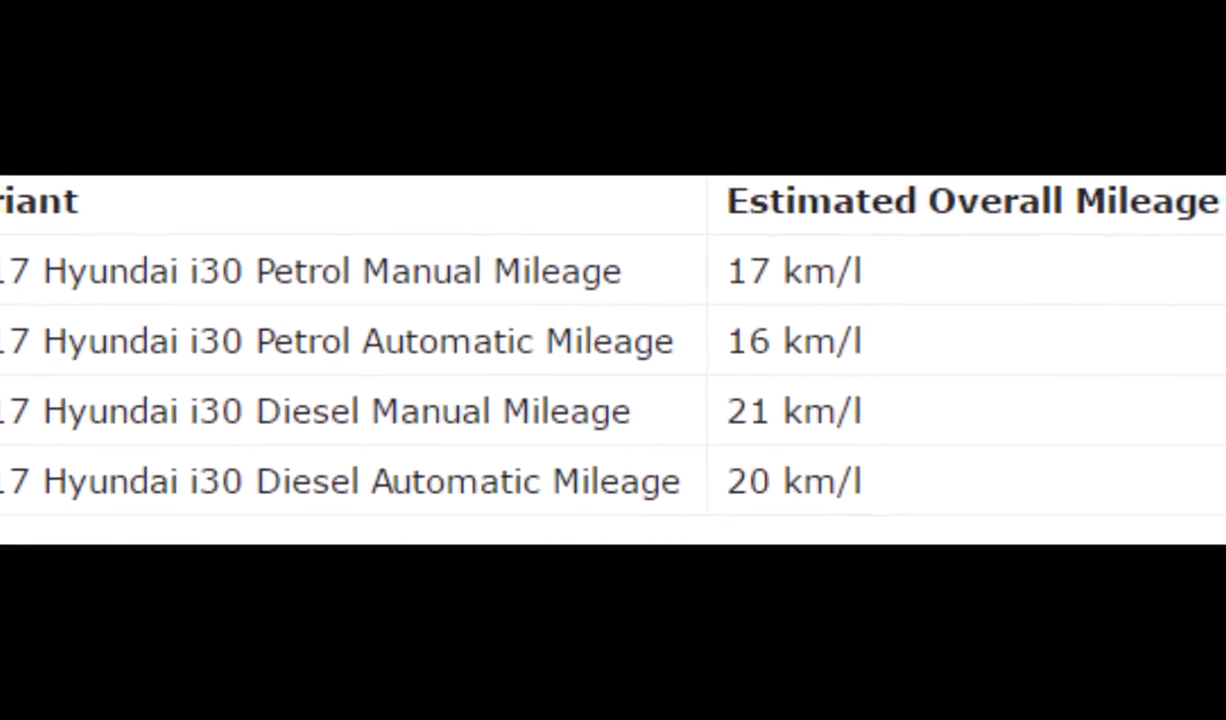 riant Estimated Overall Mileage
17 Hyundai i30 Petrol Manual Mileage 17 km/l
17 Hyundai i30 Petrol Automatic Mileage 16 km/l
17 Hyundai i30 Diesel Manual Mileage 21 km/l
17 Hyundai i30 Diesel Automatic Mileage 20 km/l